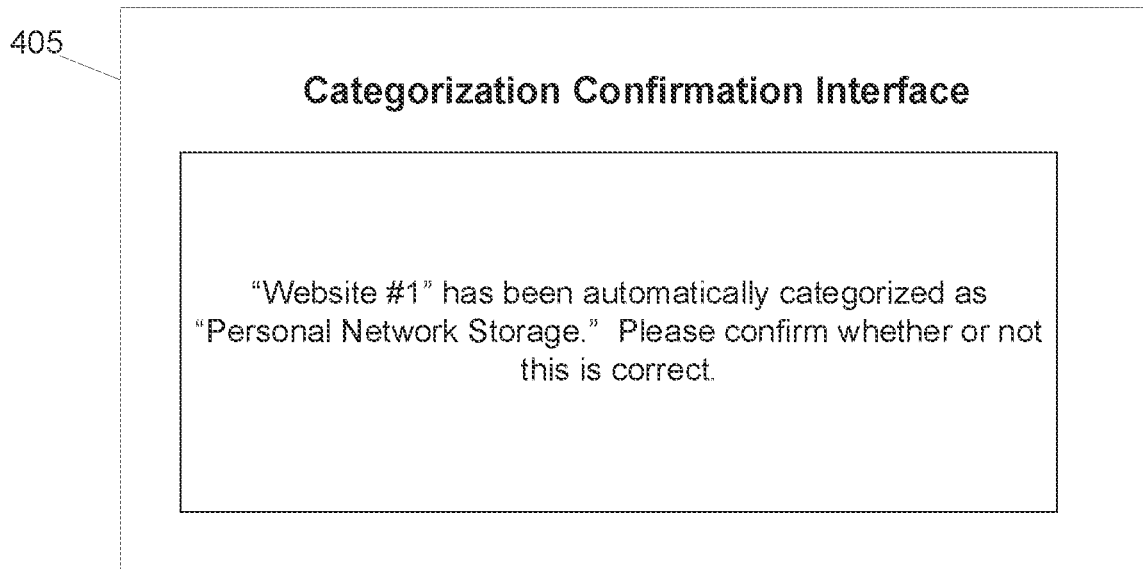 405
Categorization Confirmation Interface
“Website #1” has been automatically categorized as
“Personal Network Storage.” Please confirm whether or not
this is correct.